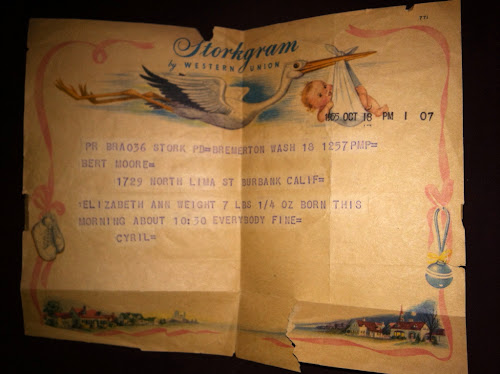 771
Storkgram
by WESTERN UNION
OCT 18 PM 1 07
PR BRA036 STORK PD=BREMERTON WASH 18 1257PMP=
BERT MOORE=
1729 NORTH LIMA ST BURBANK CALIF=
:ELIZABETH ANN WEIGHT 7 LBS 1/4 OZ BORN THIS
MORNING ABOUT 10:30 EVERYBODY FINE=
CYRIL=